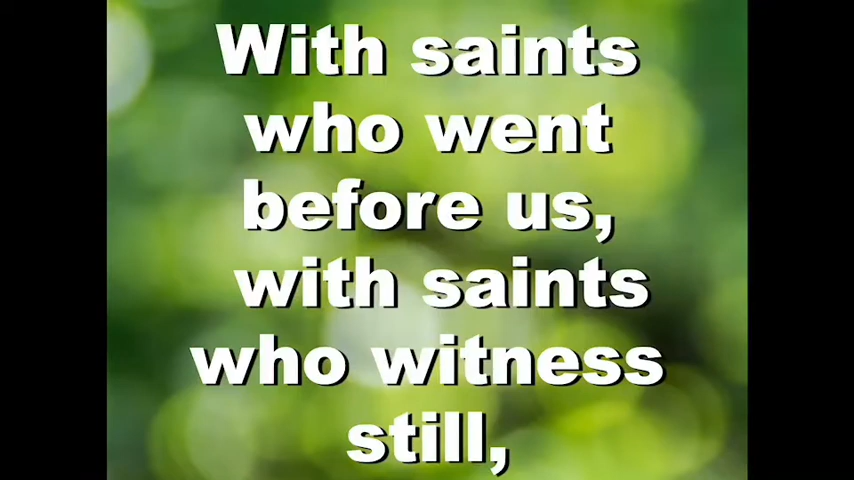 With saints
who went
before us,
with saints
who witness
still,